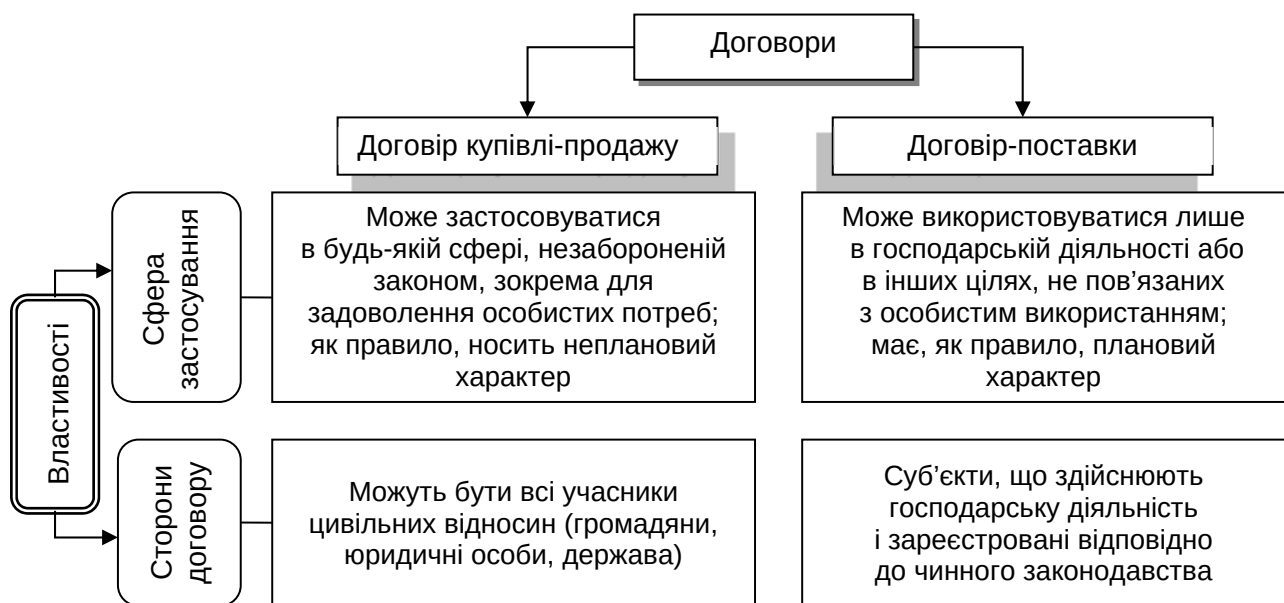 Договори
Договір купівлі-продажу
Договір-поставки
Властивості
Сфера
застосування
Може застосовуватися
в будь-якій сфері, незабороненій
законом, зокрема для
задоволення особистих потреб;
як правило, носить неплановий
характер
Може використовуватися лише
в господарській діяльності або
в інших цілях, не пов’язаних
з особистим використанням;
має, як правило, плановий
характер
Сторони
договору
Можуть бути всі учасники
цивільних відносин (громадяни,
юридичні особи, держава)
Суб’єкти, що здійснюють
господарську діяльність
і зареєстровані відповідно
до чинного законодавства